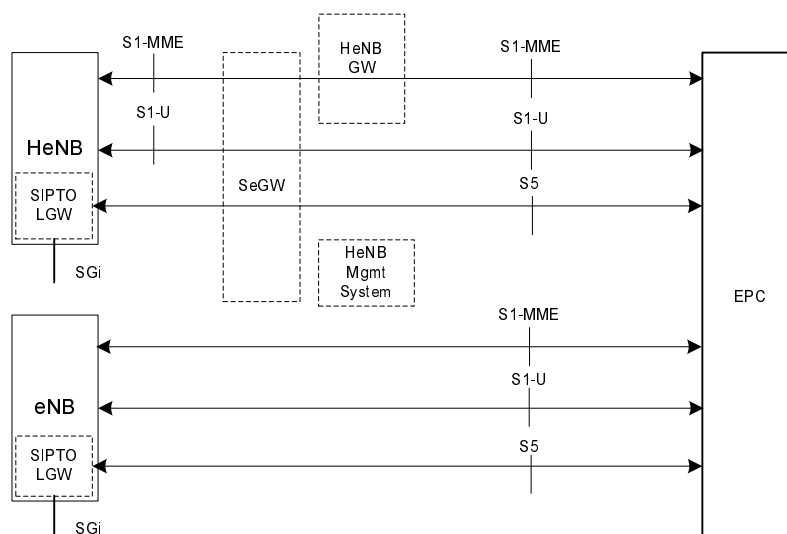 S1-MME
HeNB
GW
S1-MME
S1-U
S1-U
HeNB
SeGW
S5
SIPTO
LGW
SGi
HeNB
Mgmt
System
EPC
S1-MME
S1-U
eNB
S5
SIPTO
LGW
SGi